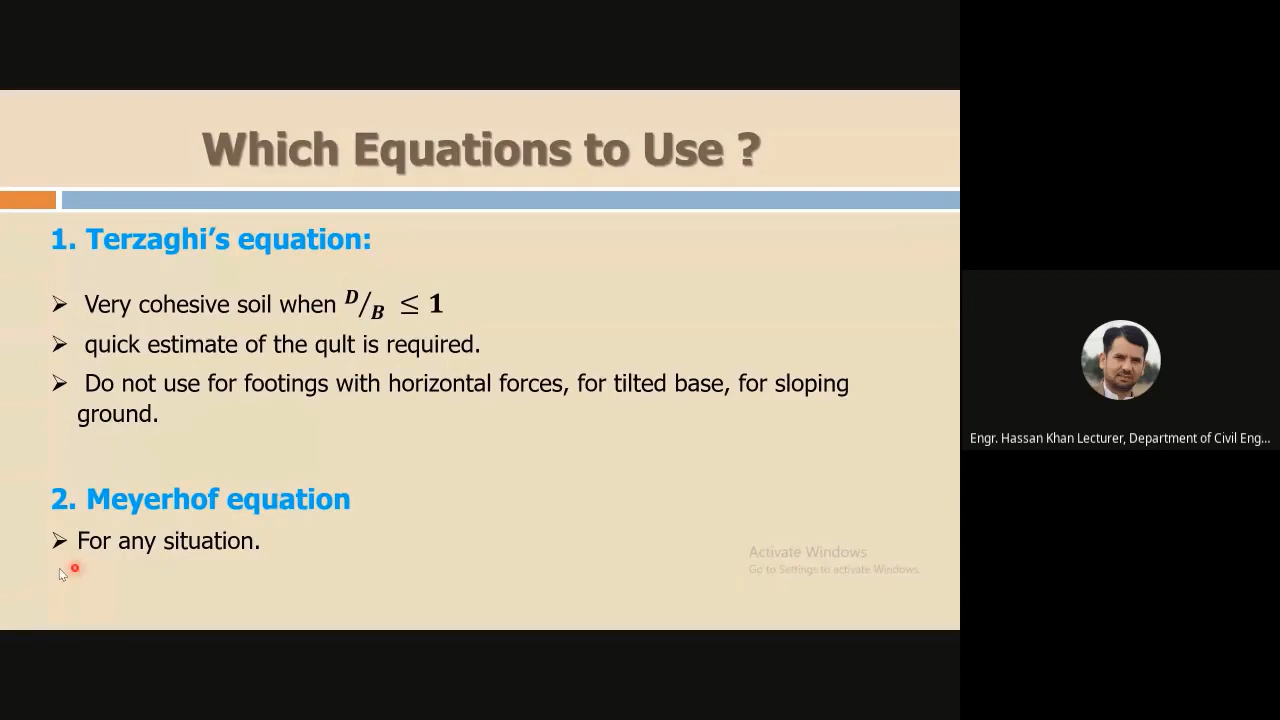 Which Equations to Use ?
1. Terzaghi’s equation:
➢ Very cohesive soil when D/B ≤ 1
➢ quick estimate of the qult is required.
➢ Do not use for footings with horizontal forces, for tilted base, for sloping
ground.
2. Meyerhof equation
➢ For any situation.
Activate Windows
Go to Settings to activate Windows.
Engr. Hassan Khan Lecturer, Department of Civil Eng...